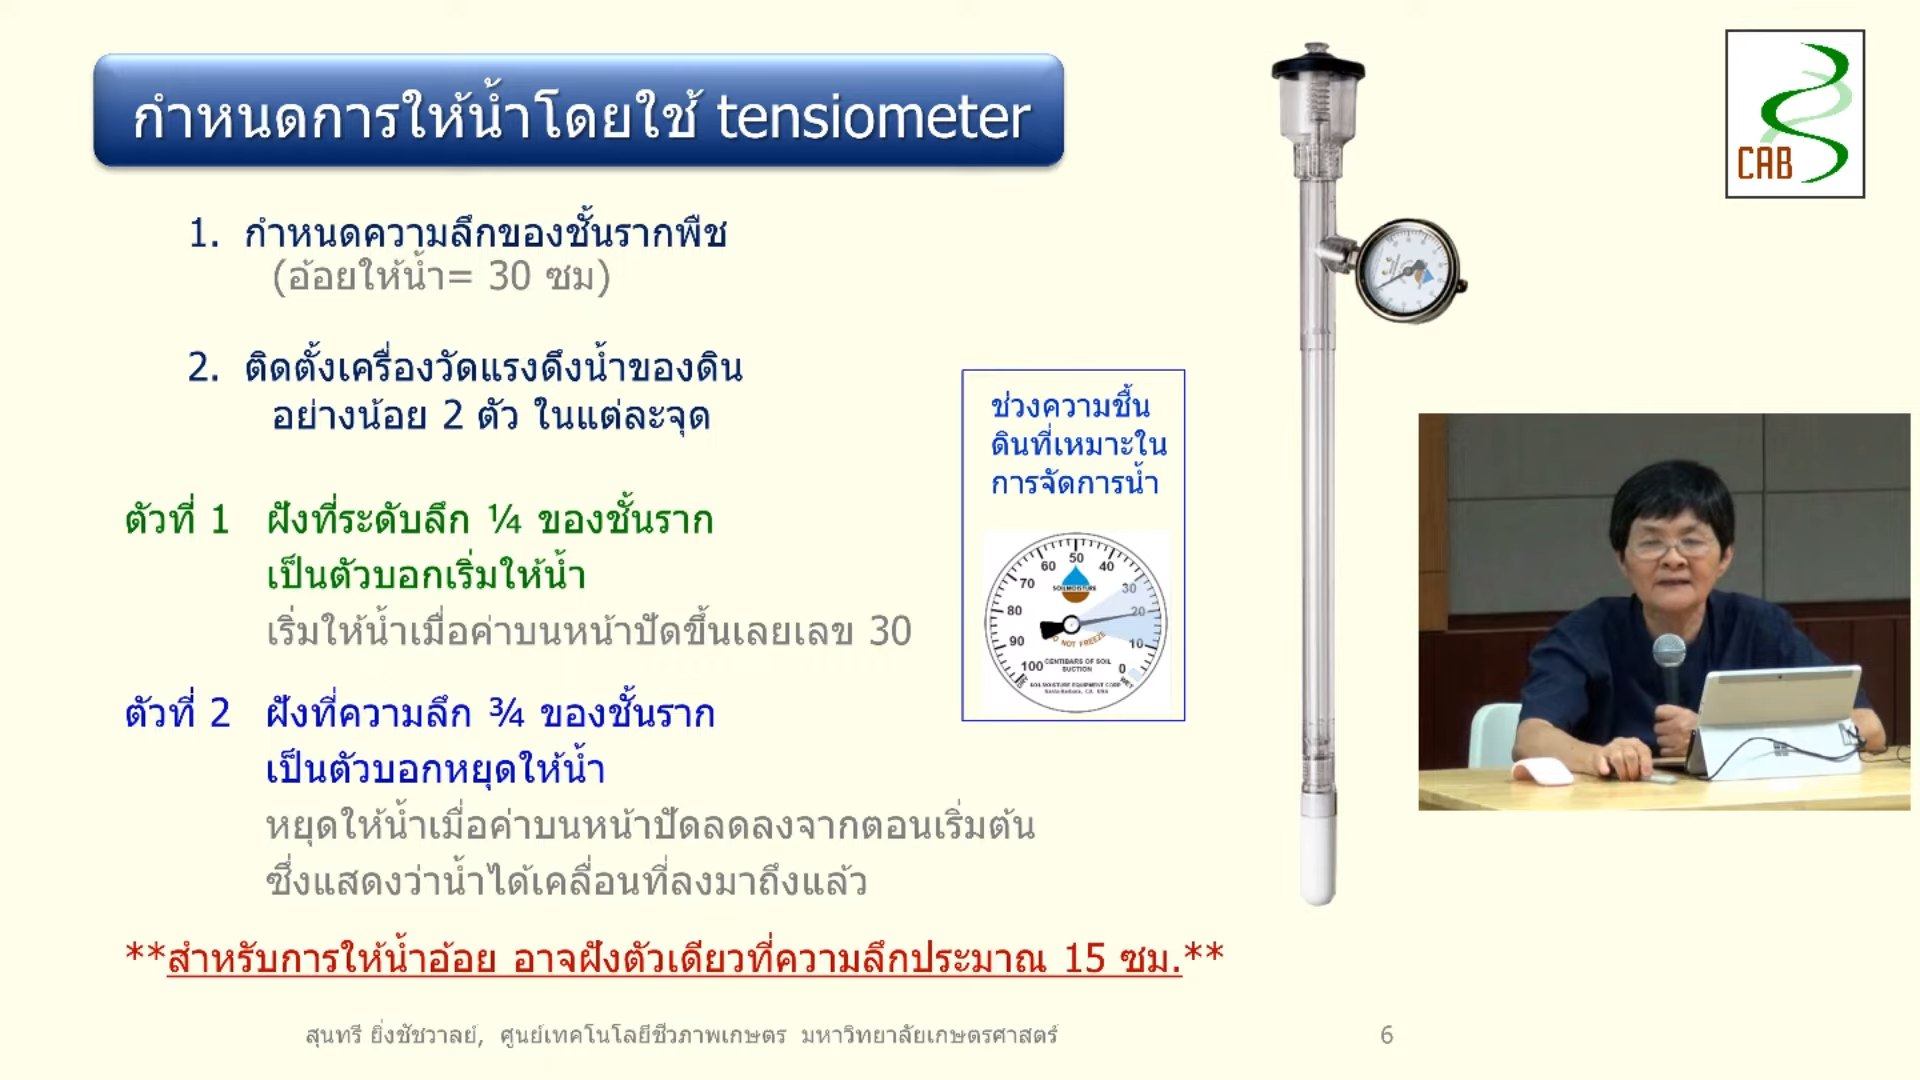 กำหนดการให้น้ำโดยใช้ tensiometer
CAB
1. กำหนดความลึกของชั้นรากพืช
(อ้อยให้น้ำ= 30 ซม)
2. ติดตั้งเครื่องวัดแรงดึงน้ำของดิน
อย่างน้อย 2 ตัว ในแต่ละจุด
ช่วงความชื้น
ดินที่เหมาะใน
การจัดการน้ำ
50
60 40
70 30
SOILMOISTURE
80 20
DO NOT FREEZE
90 10
100 0
CENTIBARS OF SOIL
SUCTION
WET
SOILMOISTURE EQUIPMENT CORP
ตัวที่ 1 ฝังที่ระดับลึก ¼ ของชั้นราก
เป็นตัวบอกเริ่มให้น้ำ
เริ่มให้น้ำเมื่อค่าบนหน้าปัดขึ้นเลยเลข 30
ตัวที่ 2 ฝังที่ความลึก ¾ ของชั้นราก
เป็นตัวบอกหยุดให้น้ำ
หยุดให้น้ำเมื่อค่าบนหน้าปัดลดลงจากตอนเริ่มต้น
ซึ่งแสดงว่าน้ำได้เคลื่อนที่ลงมาถึงแล้ว
**สำหรับการให้น้ำอ้อย อาจฝังตัวเดียวที่ความลึกประมาณ 15 ซม.**
สุนทรี ยิ่งชัชวาลย์, ศูนย์เทคโนโลยีชีวภาพเกษตร มหาวิทยาลัยเกษตรศาสตร์
6